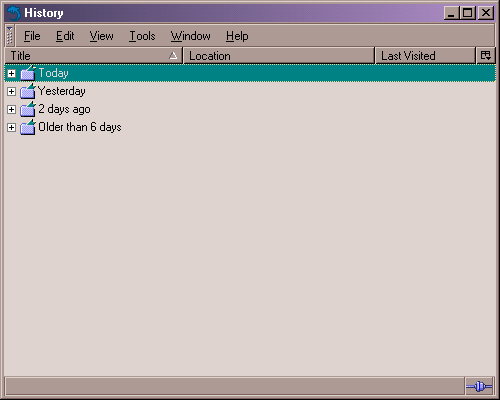 History
File Edit View Tools Window Help
Title Location Last Visited
Today
Yesterday
2 days ago
Older than 6 days